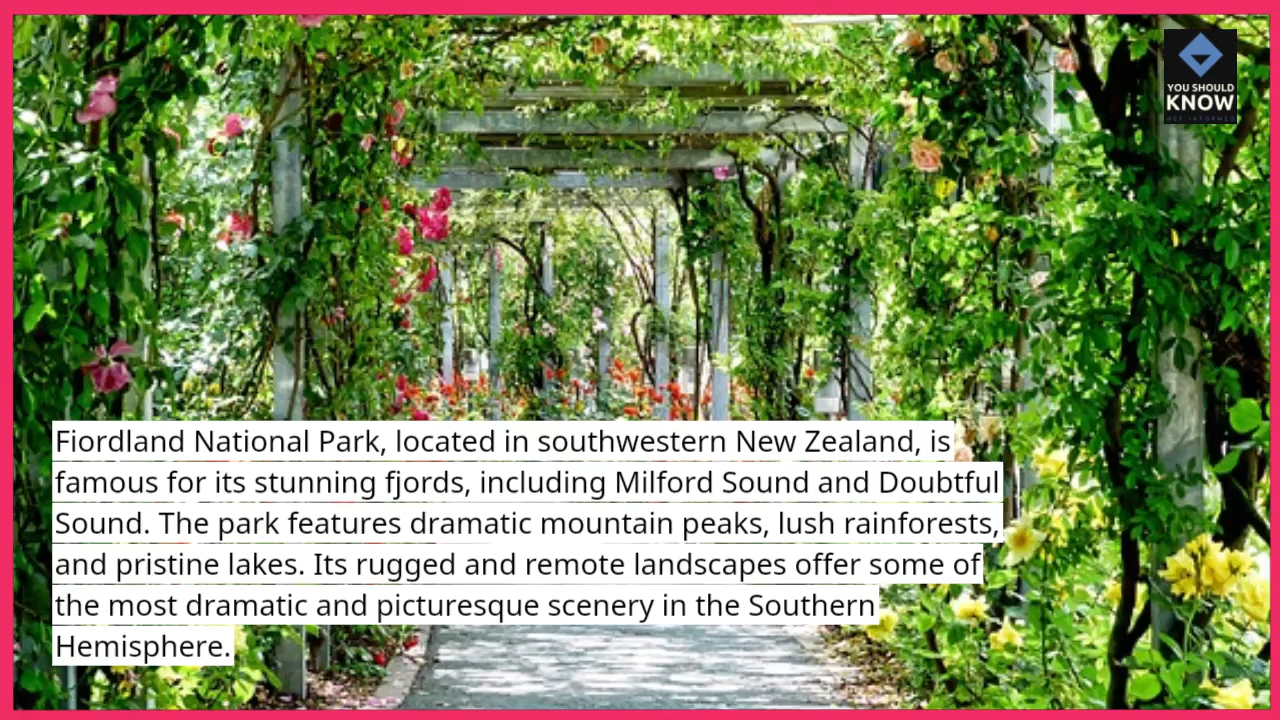 YOU SHOULD
KNOW
GET INFORMED
Fiordland National Park, located in southwestern New Zealand, is
famous for its stunning fjords, including Milford Sound and Doubtful
Sound. The park features dramatic mountain peaks, lush rainforests,
and pristine lakes. Its rugged and remote landscapes offer some of
the most dramatic and picturesque scenery in the Southern
Hemisphere.